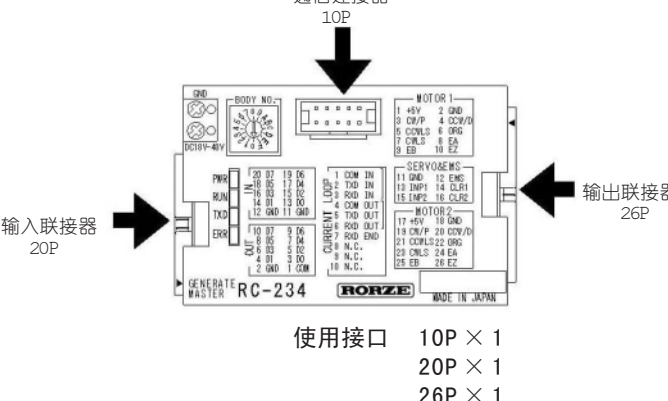 通信连接器
10P
GND
BODY NO.
DC18V-40V
MOTOR1
1 +5V 2 GND
3 CW/P 4 CCW/D
5 CCWLS 6 ORG
7 CWLS 8 EA
9 EB 10 EZ
SERVO&EMS
11 GND 12 EMS
13 INP1 14 CLR1
15 INP2 16 CLR2
MOTOR2
17 +5V 18 GND
19 CW/P 20 CCW/D
21 CCWLS 22 ORG
23 CWLS 24 EA
25 EB 26 EZ
PWR
RUN
TXD
ERR
IN
20 D7 19 D6
18 D5 17 D4
16 D3 15 D2
14 D1 13 D0
12 GND 11 GND
OUT
10 D7 9 D6
8 D5 7 D4
6 D3 5 D2
4 D1 3 D0
2 GND 1 COM
CURRENT LOOP
1 COM IN
2 TXD IN
3 RXD IN
4 COM OUT
5 TXD OUT
6 RXD OUT
7 RXD END
8 N.C.
9 N.C.
10 N.C.
输入联接器
20P
输出联接器
26P
GENERATE
MASTER RC-234
RORZE
MADE IN JAPAN
使用接口 10P × 1
20P × 1
26P × 1